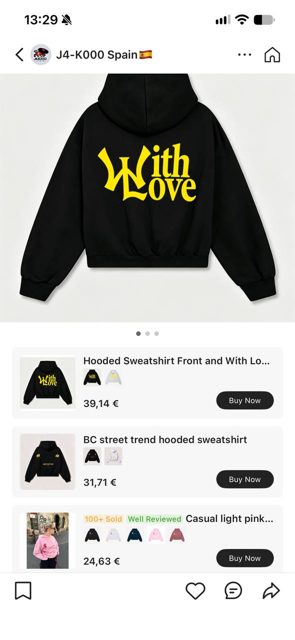 13:29
J4-K000 Spain🇪🇸
With
Love
Hooded Sweatshirt Front and With Lo...
39,14 €
Buy Now
BC street trend hooded sweatshirt
31,71 €
Buy Now
100+ Sold Well Reviewed Casual light pink...
24,63 €
Buy Now